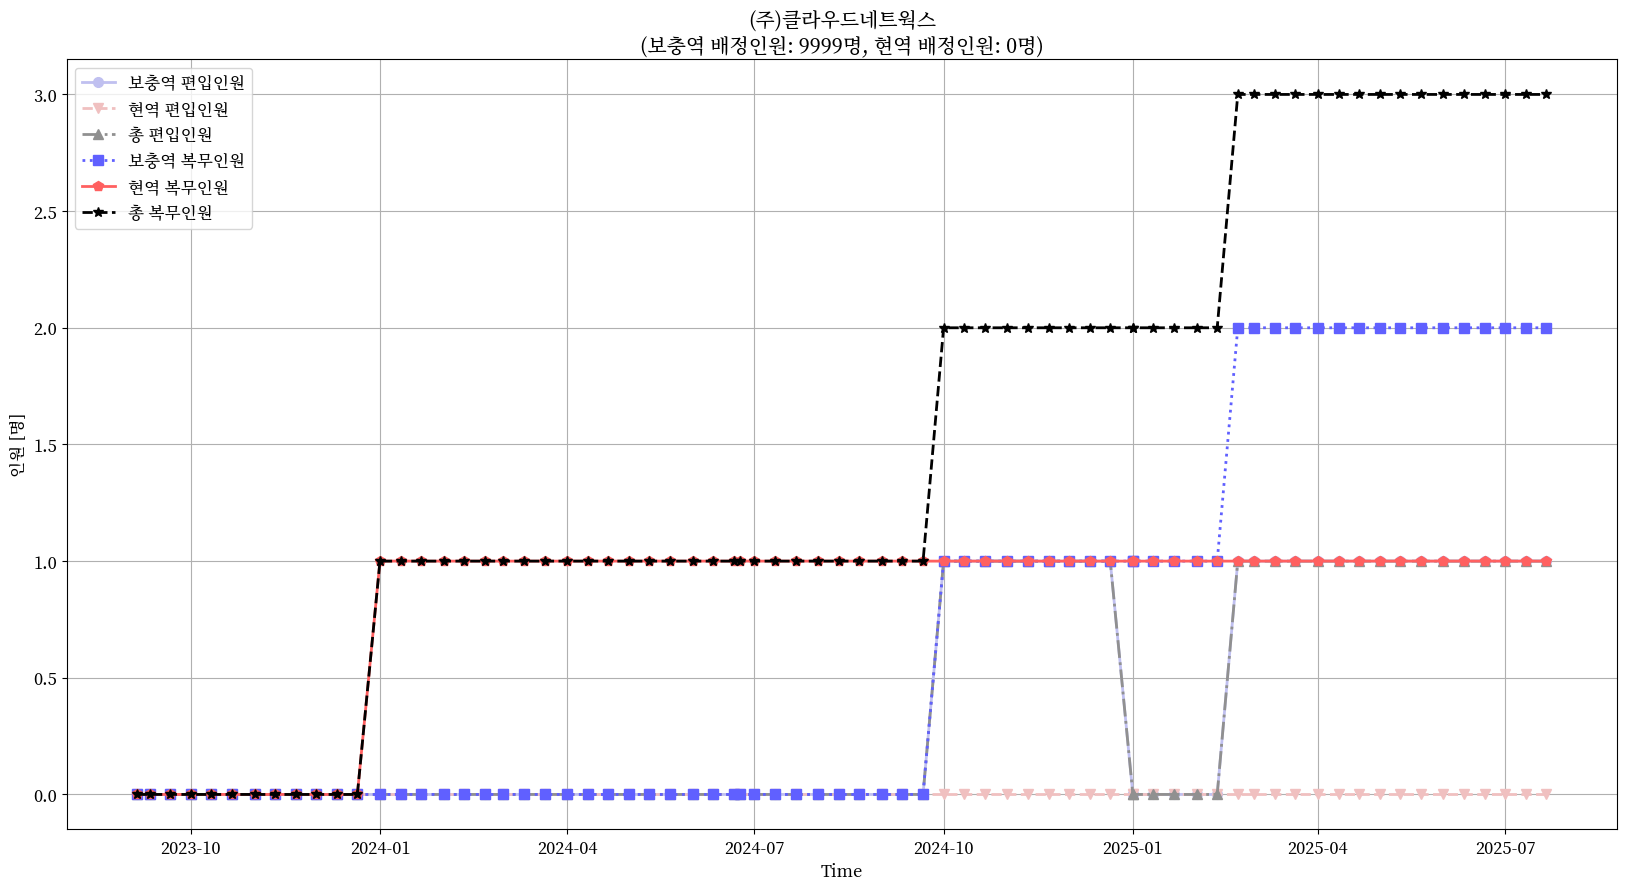 (주)클라우드네트웍스
(보충역 배정인원: 9999명, 현역 배정인원: 0명)
보충역 편입인원
현역 편입인원
총 편입인원
보충역 복무인원
현역 복무인원
총 복무인원
3.0
2.5
2.0
1.5
1.0
0.5
0.0
인원 [명]
2023-10
2024-01
2024-04
2024-07
2024-10
2025-01
2025-04
2025-07
Time